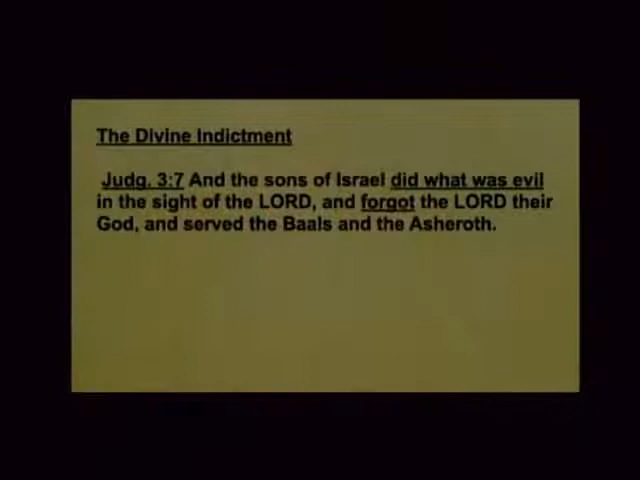 The Divine Indictment
Judg. 3:7 And the sons of Israel did what was evil
in the sight of the LORD, and forgot the LORD their
God, and served the Baals and the Asheroth.